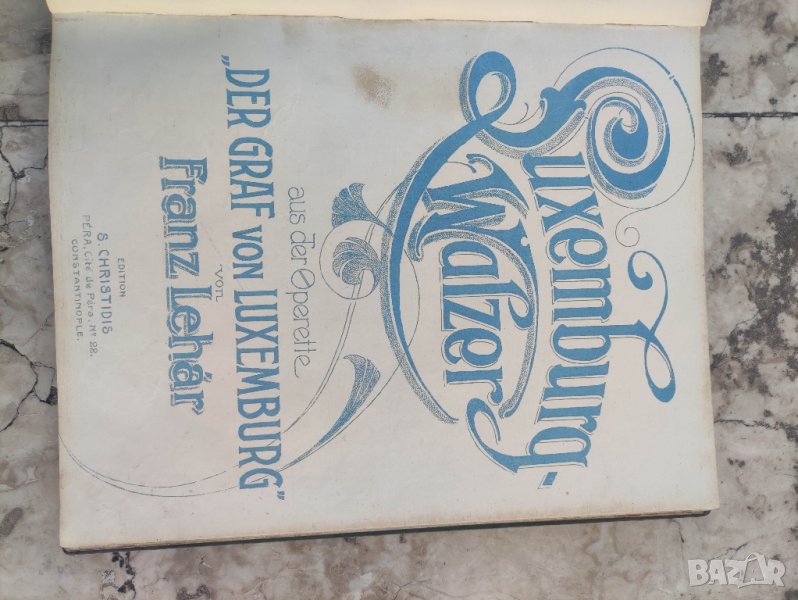 Luxemburg-
Walzer
aus der Operette
„DER GRAF VON LUXEMBURG"
von
Franz Lehár
EDITION
S. CHRISTIDIS
PÉRA, Cité de Péra, Nº 28.
CONSTANTINOPLE.
BAZAR